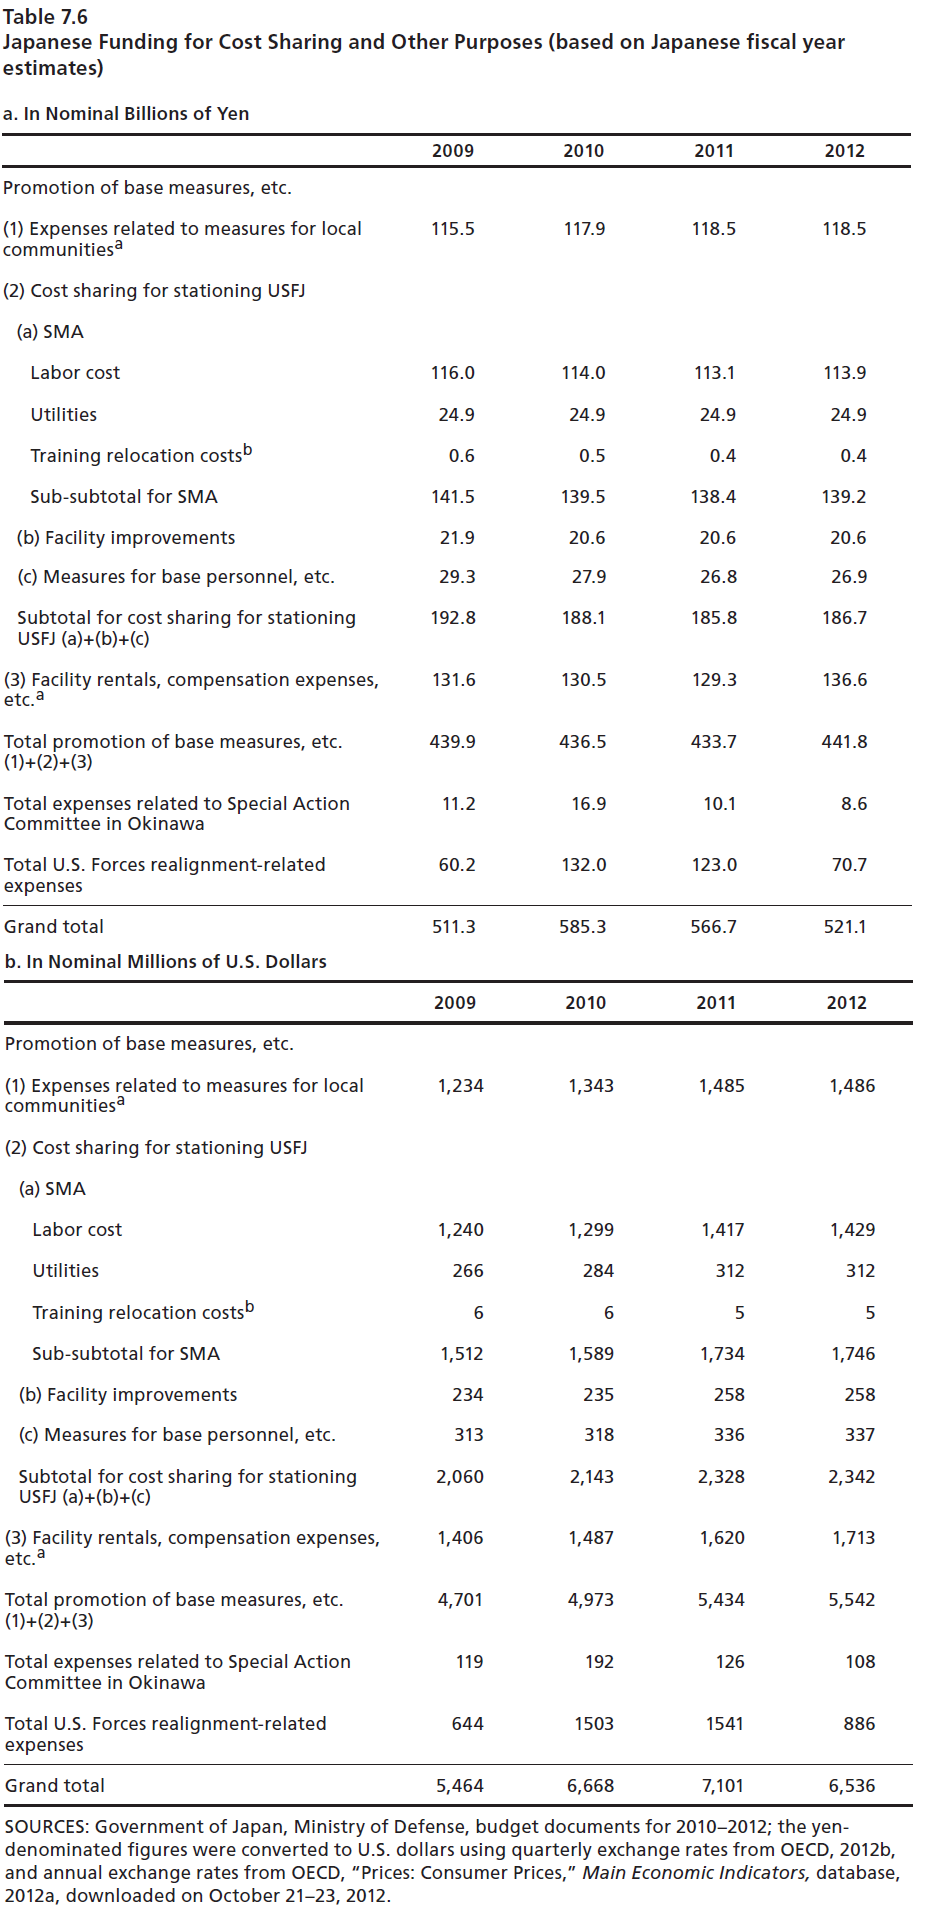 Table 7.6
Japanese Funding for Cost Sharing and Other Purposes (based on Japanese fiscal year
estimates)
a. In Nominal Billions of Yen
2009 2010 2011 2012
Promotion of base measures, etc.
(1) Expenses related to measures for local 115.5 117.9 118.5 118.5
communitiesa
(2) Cost sharing for stationing USFJ
(a) SMA
Labor cost 116.0 114.0 113.1 113.9
Utilities 24.9 24.9 24.9 24.9
Training relocation costsb 0.6 0.5 0.4 0.4
Sub-subtotal for SMA 141.5 139.5 138.4 139.2
(b) Facility improvements 21.9 20.6 20.6 20.6
(c) Measures for base personnel, etc. 29.3 27.9 26.8 26.9
Subtotal for cost sharing for stationing 192.8 188.1 185.8 186.7
USFJ (a)+(b)+(c)
(3) Facility rentals, compensation expenses, 131.6 130.5 129.3 136.6
etc.a
Total promotion of base measures, etc. 439.9 436.5 433.7 441.8
(1)+(2)+(3)
Total expenses related to Special Action 11.2 16.9 10.1 8.6
Committee in Okinawa
Total U.S. Forces realignment-related 60.2 132.0 123.0 70.7
expenses
Grand total 511.3 585.3 566.7 521.1
b. In Nominal Millions of U.S. Dollars
2009 2010 2011 2012
Promotion of base measures, etc.
(1) Expenses related to measures for local 1,234 1,343 1,485 1,486
communitiesa
(2) Cost sharing for stationing USFJ
(a) SMA
Labor cost 1,240 1,299 1,417 1,429
Utilities 266 284 312 312
Training relocation costsb 6 6 5 5
Sub-subtotal for SMA 1,512 1,589 1,734 1,746
(b) Facility improvements 234 235 258 258
(c) Measures for base personnel, etc. 313 318 336 337
Subtotal for cost sharing for stationing 2,060 2,143 2,328 2,342
USFJ (a)+(b)+(c)
(3) Facility rentals, compensation expenses, 1,406 1,487 1,620 1,713
etc.a
Total promotion of base measures, etc. 4,701 4,973 5,434 5,542
(1)+(2)+(3)
Total expenses related to Special Action 119 192 126 108
Committee in Okinawa
Total U.S. Forces realignment-related 644 1503 1541 886
expenses
Grand total 5,464 6,668 7,101 6,536
SOURCES: Government of Japan, Ministry of Defense, budget documents for 2010–2012; the yen-
denominated figures were converted to U.S. dollars using quarterly exchange rates from OECD, 2012b,
and annual exchange rates from OECD, “Prices: Consumer Prices,” Main Economic Indicators, database,
2012a, downloaded on October 21–23, 2012.